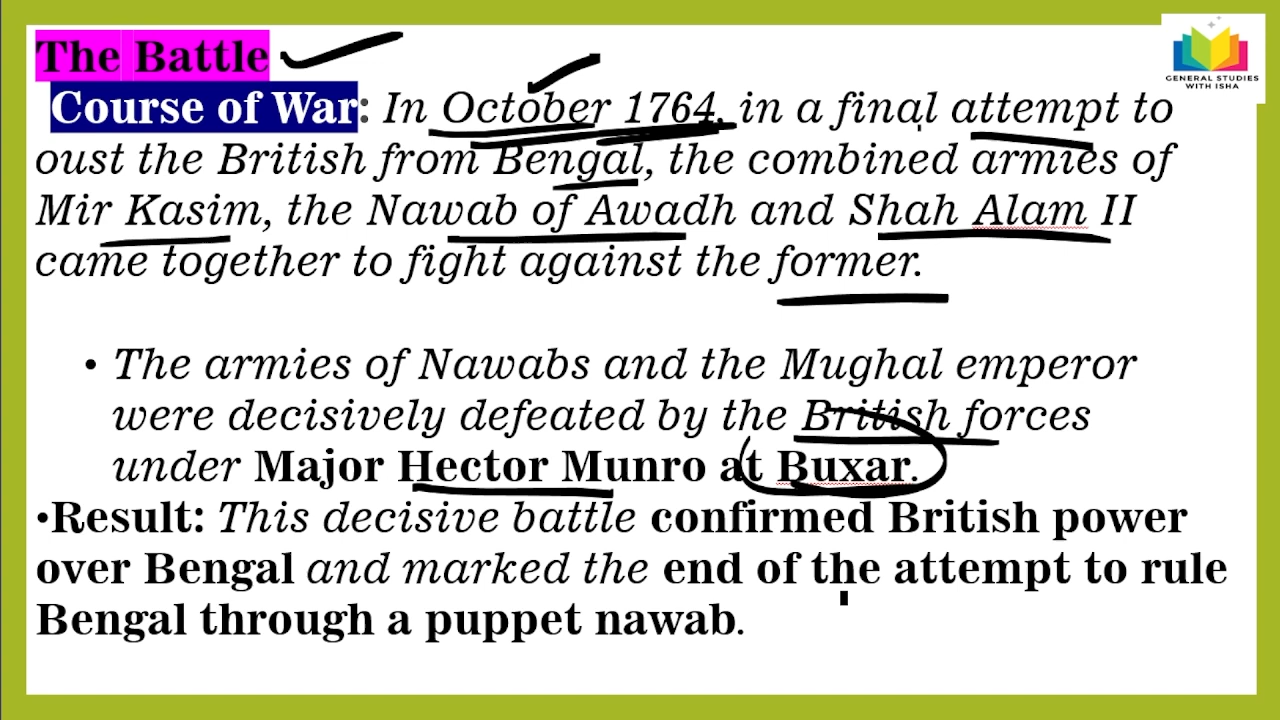 The Battle
GENERAL STUDIES
WITH ISHA
Course of War: In October 1764, in a final attempt to
oust the British from Bengal, the combined armies of
Mir Kasim, the Nawab of Awadh and Shah Alam II
came together to fight against the former.
• The armies of Nawabs and the Mughal emperor
were decisively defeated by the British forces
under Major Hector Munro at Buxar.
•Result: This decisive battle confirmed British power
over Bengal and marked the end of the attempt to rule
Bengal through a puppet nawab.